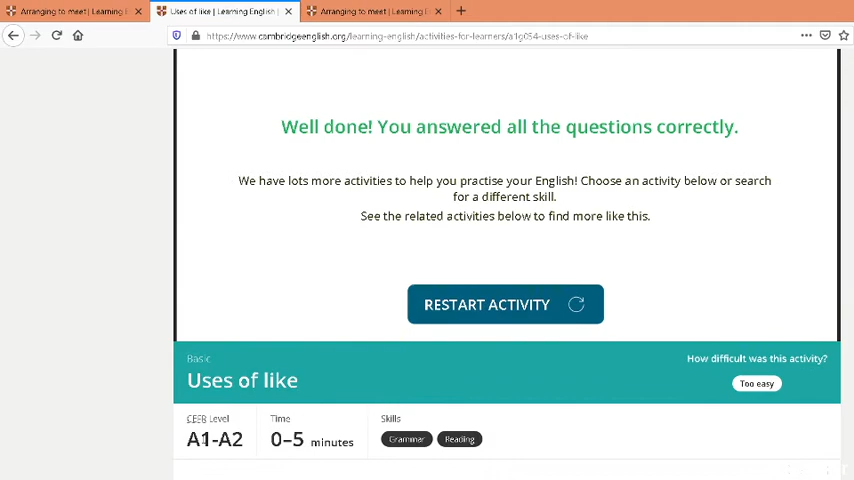 Arranging to meet | Learning E
Uses of like | Learning English |
Arranging to meet | Learning E
https://www.cambridgeenglish.org/learning-english/activities-for-learners/a1g054-uses-of-like
Well done! You answered all the questions correctly.
We have lots more activities to help you practise your English! Choose an activity below or search
for a different skill.
See the related activities below to find more like this.
RESTART ACTIVITY
Basic
How difficult was this activity?
Uses of like
Too easy
CEFR Level
Time
Skills
A1-A2
0–5 minutes
Grammar
Reading